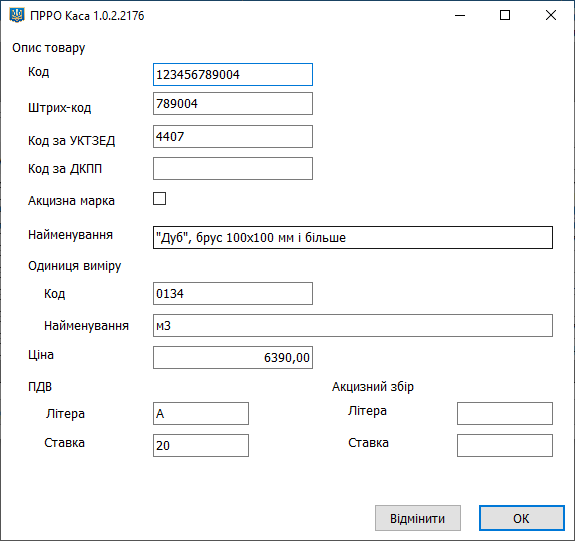 ПРРО Каса 1.0.2.2176
Опис товару
Код 123456789004
Штрих-код 789004
Код за УКТЗЕД 4407
Код за ДКПП
Акцизна марка
Найменування "Дуб", брус 100х100 мм і більше
Одиниця виміру
Код 0134
Найменування м3
Ціна 6390,00
ПДВ Акцизний збір
Літера А Літера
Ставка 20 Ставка
Відмінити ОК